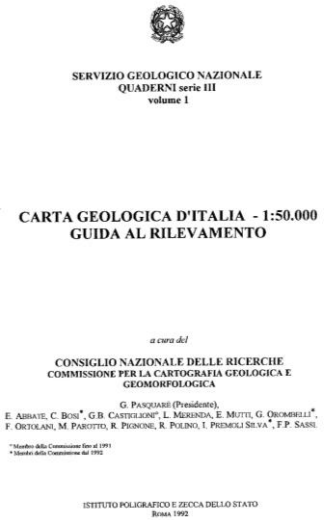 SERVIZIO GEOLOGICO NAZIONALE
QUADERNI serie III
volume 1
CARTA GEOLOGICA D'ITALIA - 1:50.000
GUIDA AL RILEVAMENTO
a cura del
CONSIGLIO NAZIONALE DELLE RICERCHE
COMMISSIONE PER LA CARTOGRAFIA GEOLOGICA E
GEOMORFOLOGICA
G. PASQUARÈ (Presidente),
E. ABBATE, C. BOSI*, G.B. CASTIGLIONI°, L. MERENDA, E. MUTTI, G. OROMBELLI*,
F. ORTOLANI, M. PAROTTO, R. PIGNONE, R. POLINO, I. PREMOLI SILVA*, F.P. SASSI.
° Membro della Commissione fino al 1991
* Membri della Commissione dal 1992
ISTITUTO POLIGRAFICO E ZECCA DELLO STATO
ROMA 1992